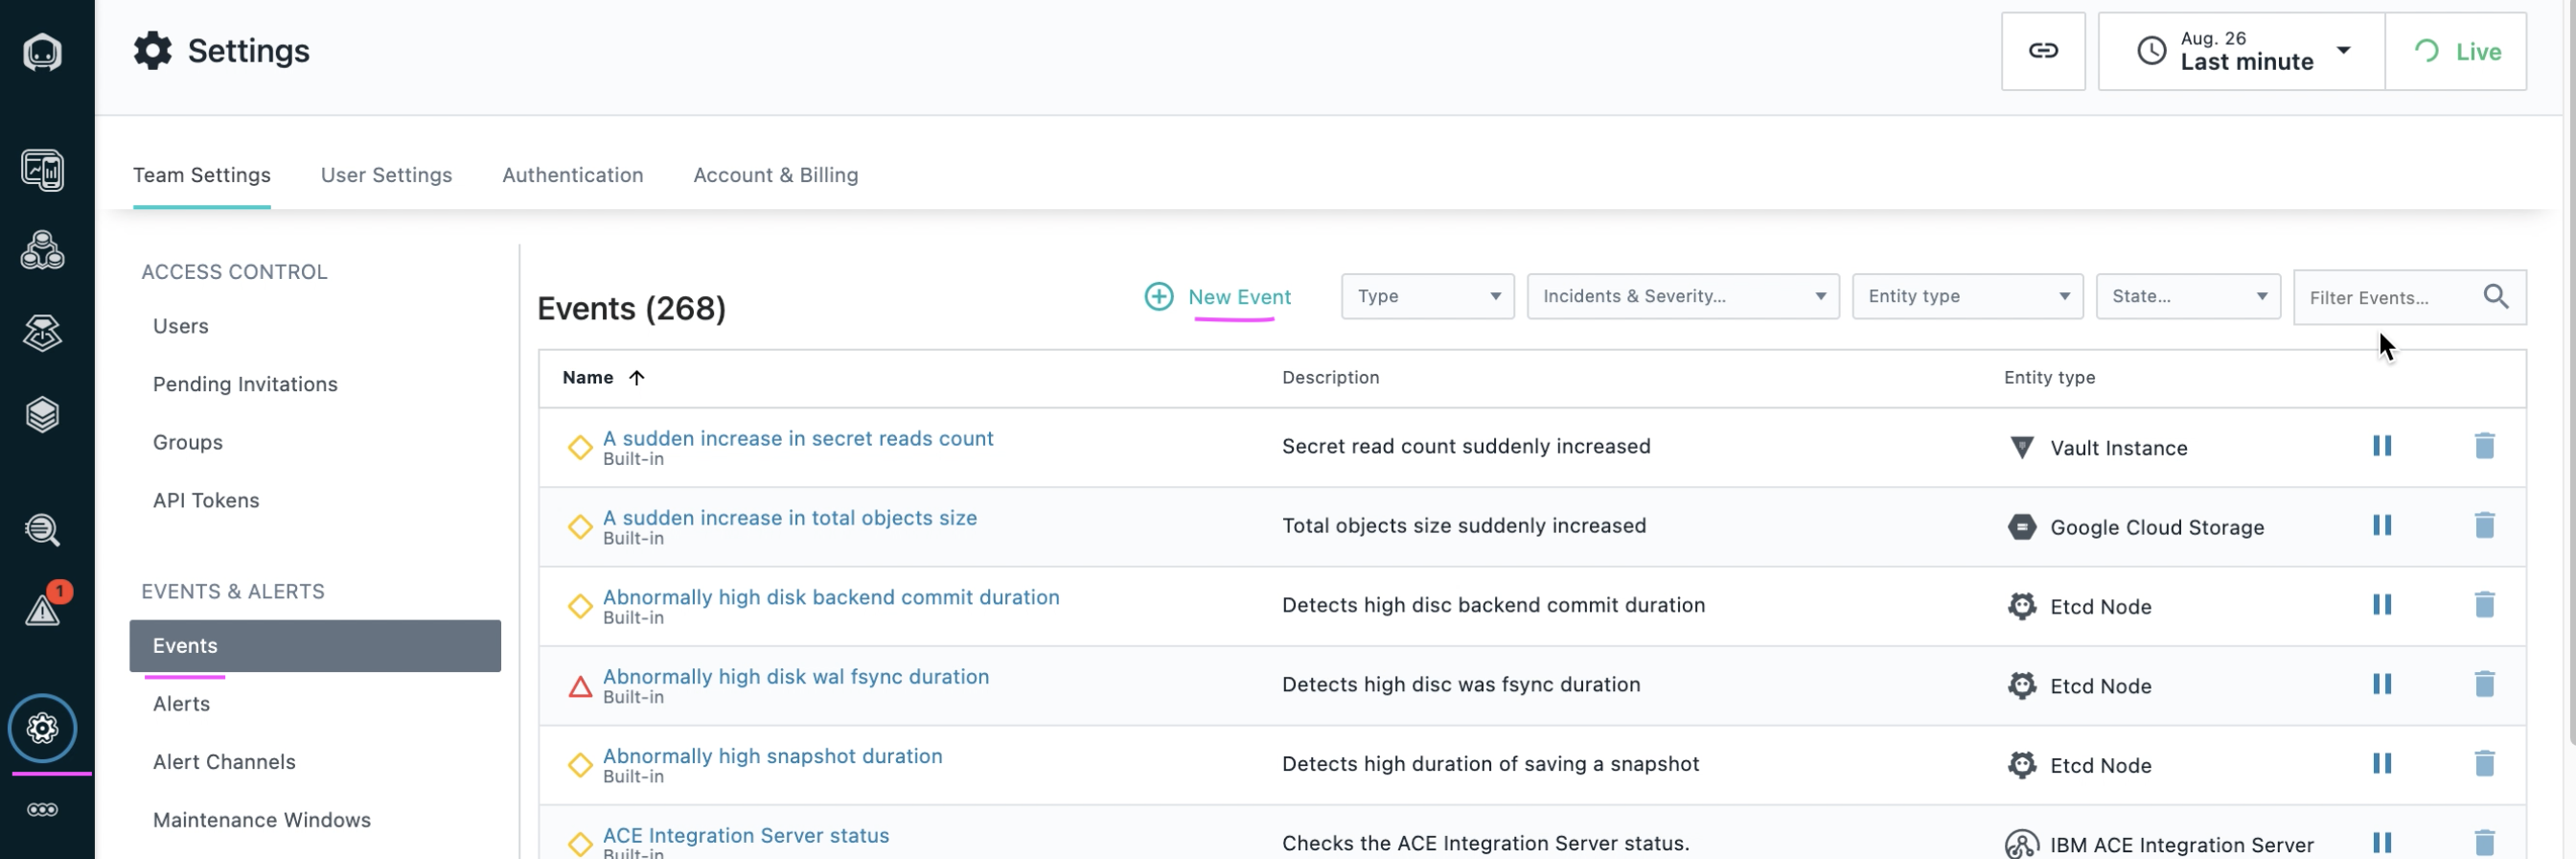 Settings
Aug. 26
Last minute
Live
Team Settings
User Settings
Authentication
Account & Billing
ACCESS CONTROL
Users
Pending Invitations
Groups
API Tokens
EVENTS & ALERTS
1
Events
Alerts
Alert Channels
Maintenance Windows
Events (268)
New Event
Type
Incidents & Severity...
Entity type
State...
Filter Events...
Name
Description
Entity type
A sudden increase in secret reads count
Built-in
Secret read count suddenly increased
Vault Instance
A sudden increase in total objects size
Built-in
Total objects size suddenly increased
Google Cloud Storage
Abnormally high disk backend commit duration
Built-in
Detects high disc backend commit duration
Etcd Node
Abnormally high disk wal fsync duration
Built-in
Detects high disc was fsync duration
Etcd Node
Abnormally high snapshot duration
Built-in
Detects high duration of saving a snapshot
Etcd Node
ACE Integration Server status
Built-in
Checks the ACE Integration Server status.
IBM ACE Integration Server